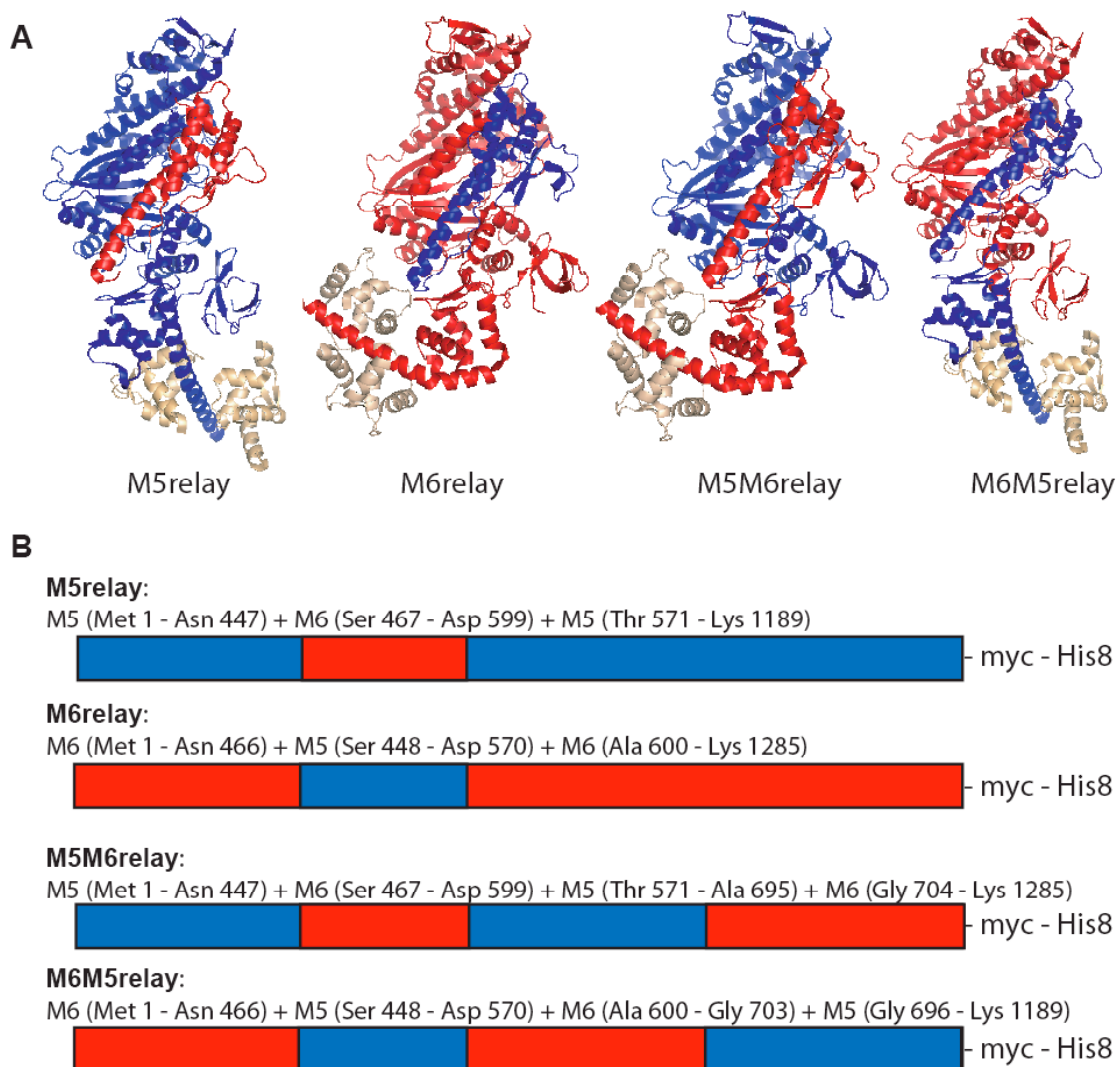 A
M5relay M6relay M5M6relay M6M5relay
B
M5relay:
M5 (Met 1 - Asn 447) + M6 (Ser 467 - Asp 599) + M5 (Thr 571 - Lys 1189)
- myc - His8
M6relay:
M6 (Met 1 - Asn 466) + M5 (Ser 448 - Asp 570) + M6 (Ala 600 - Lys 1285)
- myc - His8
M5M6relay:
M5 (Met 1 - Asn 447) + M6 (Ser 467 - Asp 599) + M5 (Thr 571 - Ala 695) + M6 (Gly 704 - Lys 1285)
- myc - His8
M6M5relay:
M6 (Met 1 - Asn 466) + M5 (Ser 448 - Asp 570) + M6 (Ala 600 - Gly 703) + M5 (Gly 696 - Lys 1189)
- myc - His8